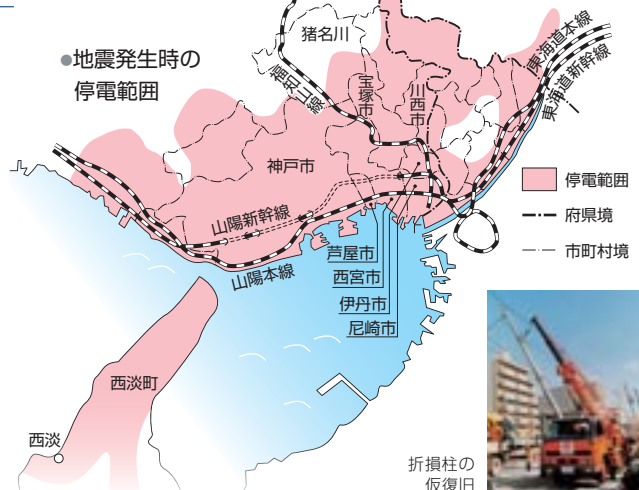 ●地震発生時の
停電範囲
猪名川
福知山線
宝塚市
川西市
東海道本線
東海道新幹線
神戸市
停電範囲
府県境
市町村境
山陽新幹線
山陽本線
芦屋市
西宮市
伊丹市
尼崎市
西淡町
西淡
折損柱の
仮復旧